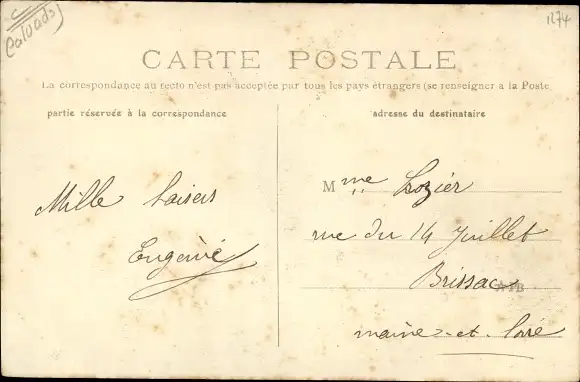 (Calvados)
1274
CARTE POSTALE
La correspondance au recto n'est pas acceptée par tous les pays étrangers (se renseigner a la Poste
partie réservée à la correspondance
adresse du destinataire
Mille baisers
Eugénie
Mme Lozier
rue du 14 Juillet
Brissac
maine-et-loire